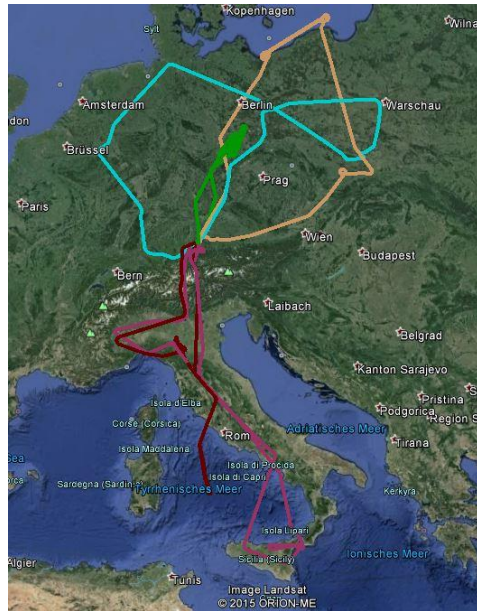 Kopenhagen
Sylt
Wilna
Amsterdam
Berlin
Warschau
don
Brüssel
Prag
Paris
Wien
Budapest
Bern
Laibach
Belgrad
Kanton Sarajevo
Pristina
Isola d'Elba
Podgorica
Region S
Corse (Corsica)
Adriatisches Meer
Tirana
Rom
Isola Maddalena
Sea
Isola di Procida
Isola di Capri
Sardegna (Sardinia)
Tyrrhenisches Meer
Kerkyra
Isola Lipari
Ionisches Meer
Algier
Sicilia (Sicily)
Tunis
Image Landsat
© 2015 ORION-ME